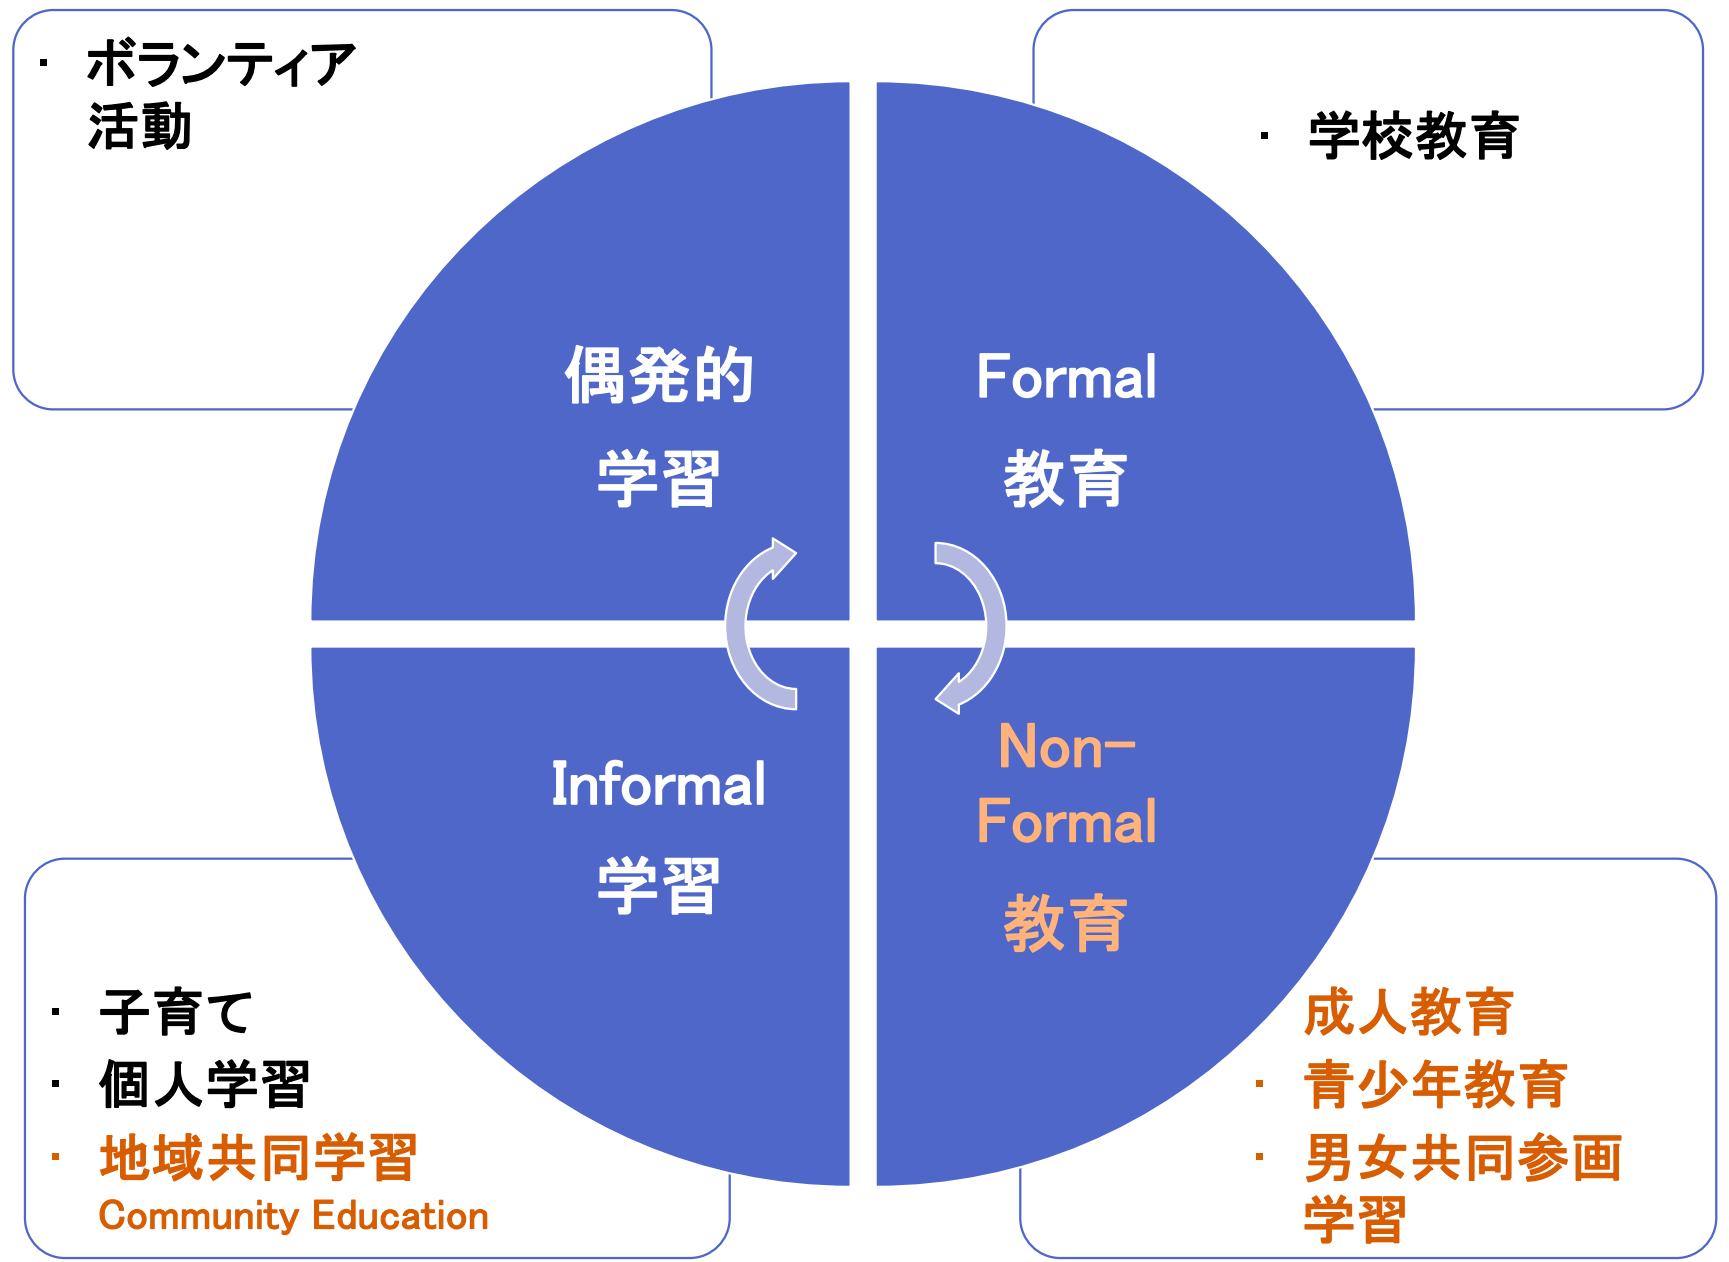 ・ ボランティア
活動
・ 学校教育
偶発的
学習
Formal
教育
Informal
学習
Non-
Formal
教育
・ 子育て
・ 個人学習
・ 地域共同学習
Community Education
成人教育
・ 青少年教育
・ 男女共同参画
学習